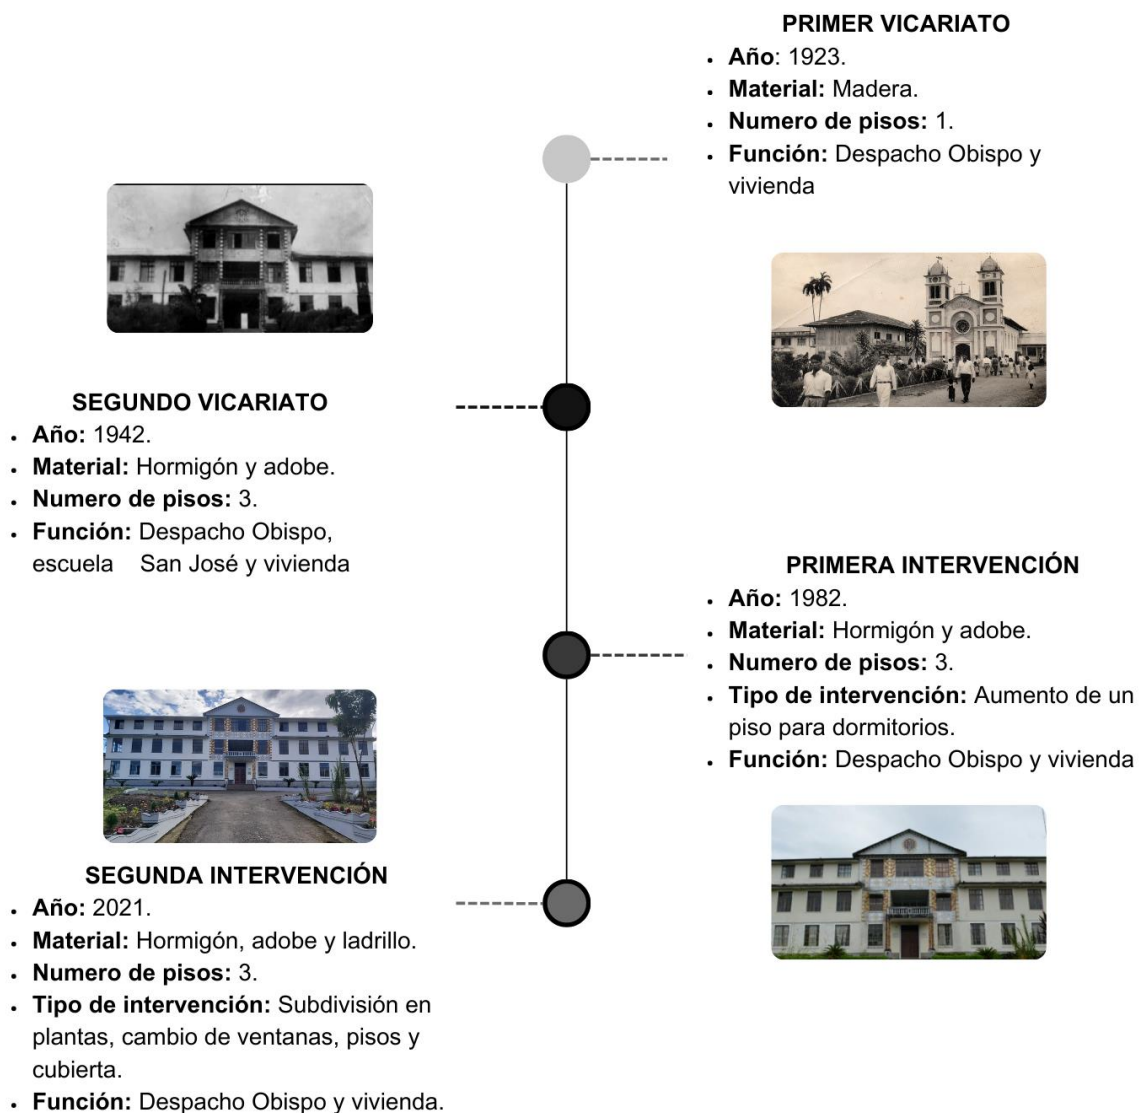 PRIMER VICARIATO
• Año: 1923.
• Material: Madera.
• Numero de pisos: 1.
• Función: Despacho Obispo y
vivienda
SEGUNDO VICARIATO
• Año: 1942.
• Material: Hormigón y adobe.
• Numero de pisos: 3.
• Función: Despacho Obispo,
escuela San José y vivienda
PRIMERA INTERVENCIÓN
• Año: 1982.
• Material: Hormigón y adobe.
• Numero de pisos: 3.
• Tipo de intervención: Aumento de un
piso para dormitorios.
• Función: Despacho Obispo y vivienda
SEGUNDA INTERVENCIÓN
• Año: 2021.
• Material: Hormigón, adobe y ladrillo.
• Numero de pisos: 3.
• Tipo de intervención: Subdivisión en
plantas, cambio de ventanas, pisos y
cubierta.
• Función: Despacho Obispo y vivienda.